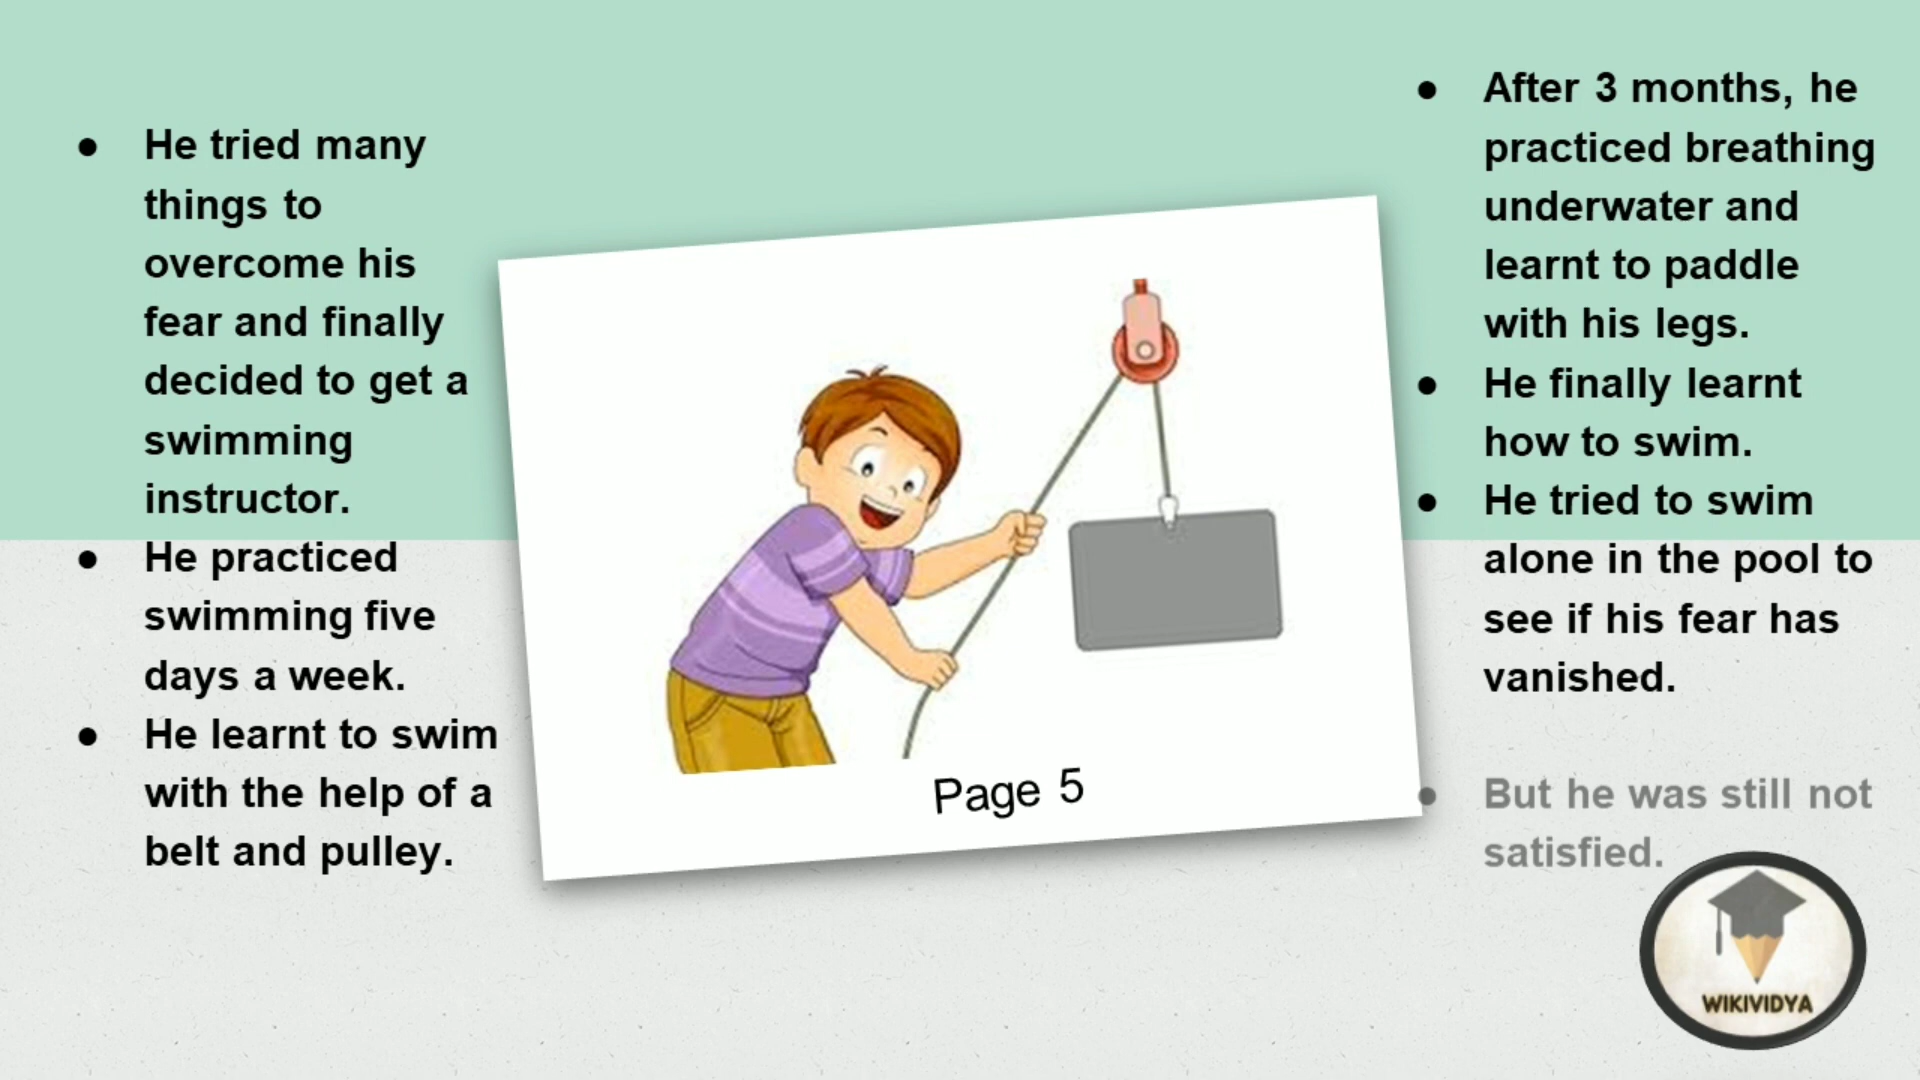 ● He tried many
things to
overcome his
fear and finally
decided to get a
swimming
instructor.
● He practiced
swimming five
days a week.
● He learnt to swim
with the help of a
belt and pulley.
Page 5
● After 3 months, he
practiced breathing
underwater and
learnt to paddle
with his legs.
● He finally learnt
how to swim.
● He tried to swim
alone in the pool to
see if his fear has
vanished.
● But he was still not
satisfied.
WIKIVIDYA